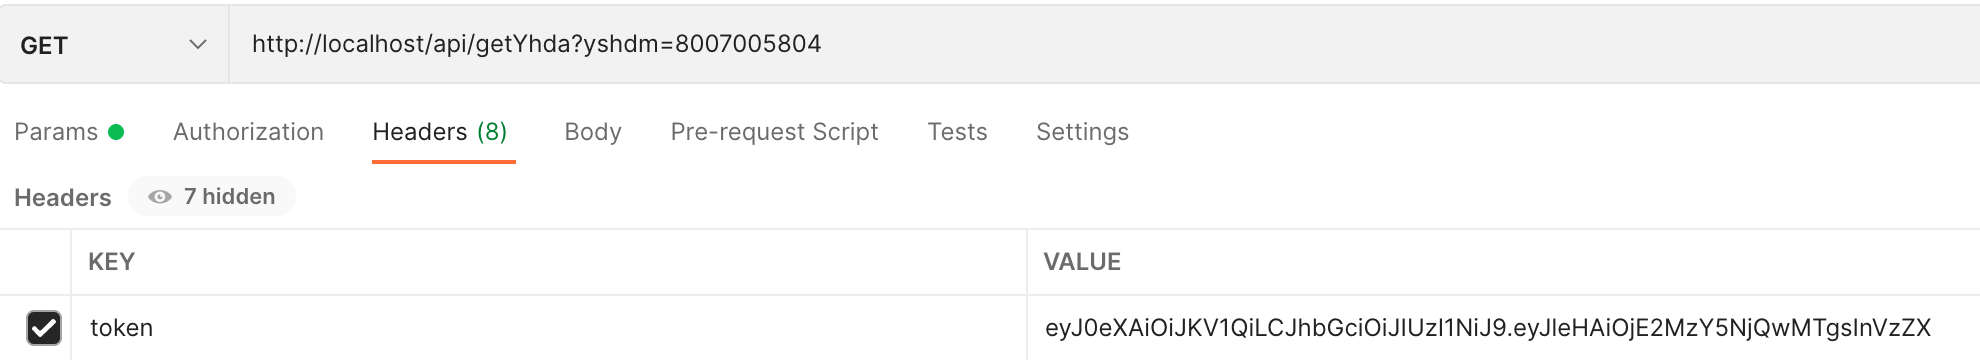 GET http://localhost/api/getYhda?yshdm=8007005804
Params Authorization Headers (8) Body Pre-request Script Tests Settings
Headers 7 hidden
KEY VALUE
token eyJ0eXAiOiJKV1QiLCJhbGciOiJIUzI1NiJ9.eyJleHAiOjE2MzY5NjQwMTgsInVzZX